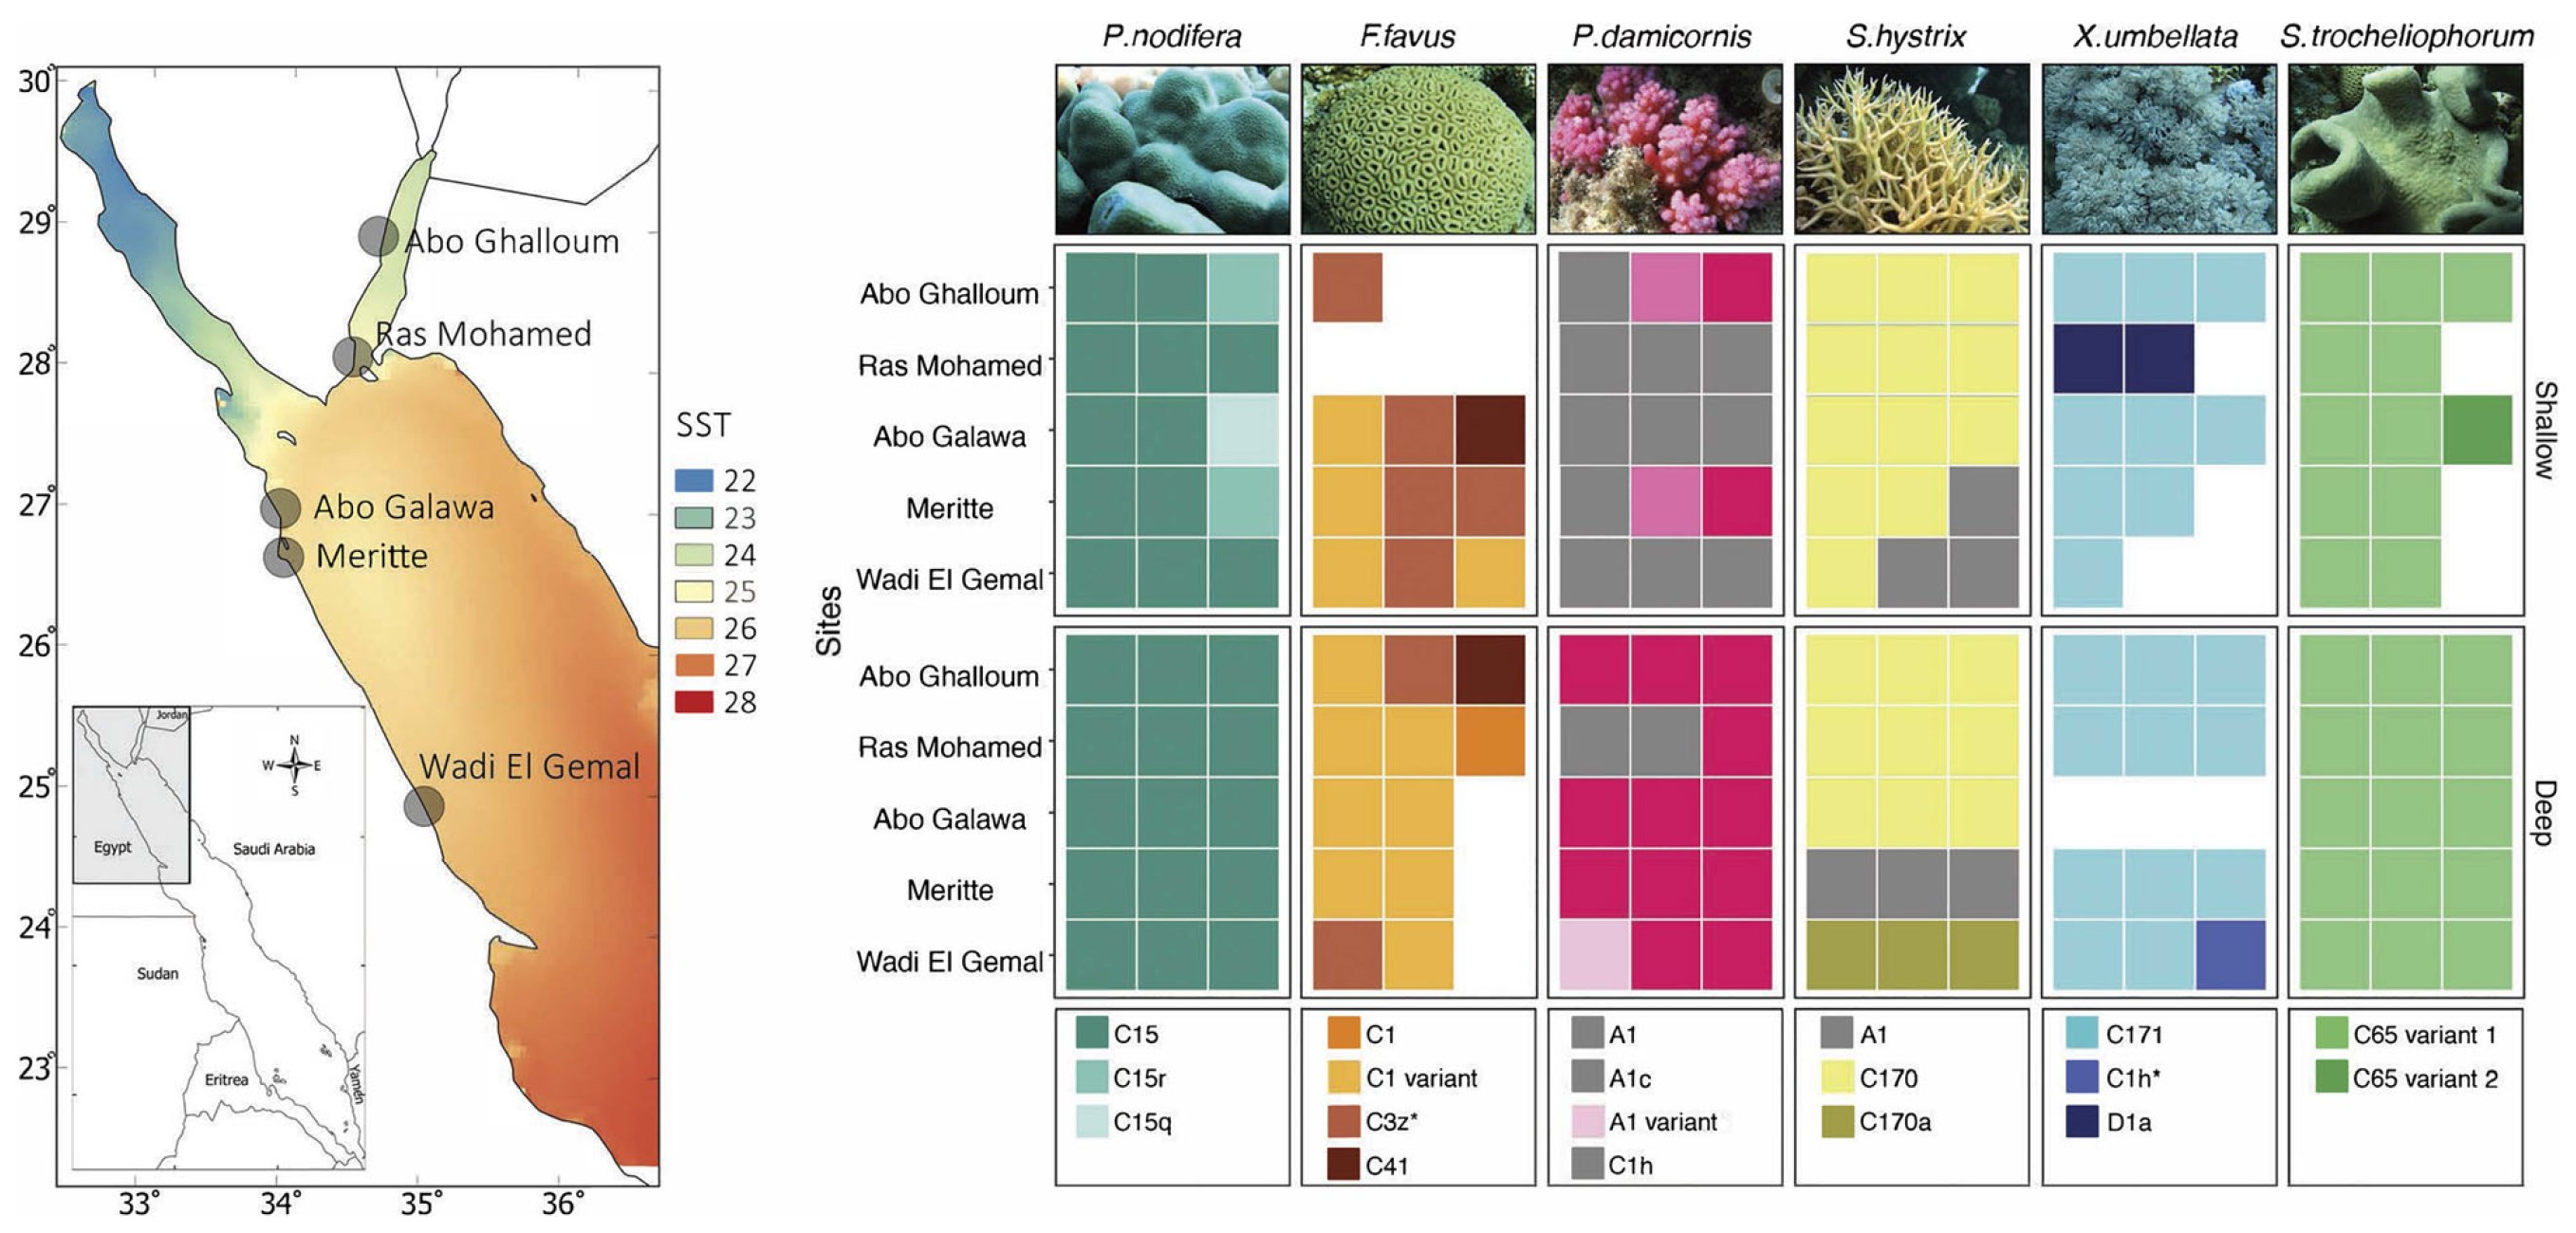 30°
29°
28°
27°
26°
25°
24°
23°
33°
34°
35°
36°
Abo Ghalloum
Ras Mohamed
Abo Galawa
Meritte
Wadi El Gemal
SST
22
23
24
25
26
27
28
Jordan
N
W E
S
Egypt
Saudi Arabia
Sudan
Eritrea
Yamen
P.nodifera
F.favus
P.damicornis
S.hystrix
X.umbellata
S.trocheliophorum
Sites
Abo Ghalloum
Ras Mohamed
Abo Galawa
Meritte
Wadi El Gemal
Shallow
Abo Ghalloum
Ras Mohamed
Abo Galawa
Meritte
Wadi El Gemal
Deep
C15
C15r
C15q
C1
C1 variant
C3z*
C41
A1
A1c
A1 variant
C1h
A1
C170
C170a
C171
C1h*
D1a
C65 variant 1
C65 variant 2